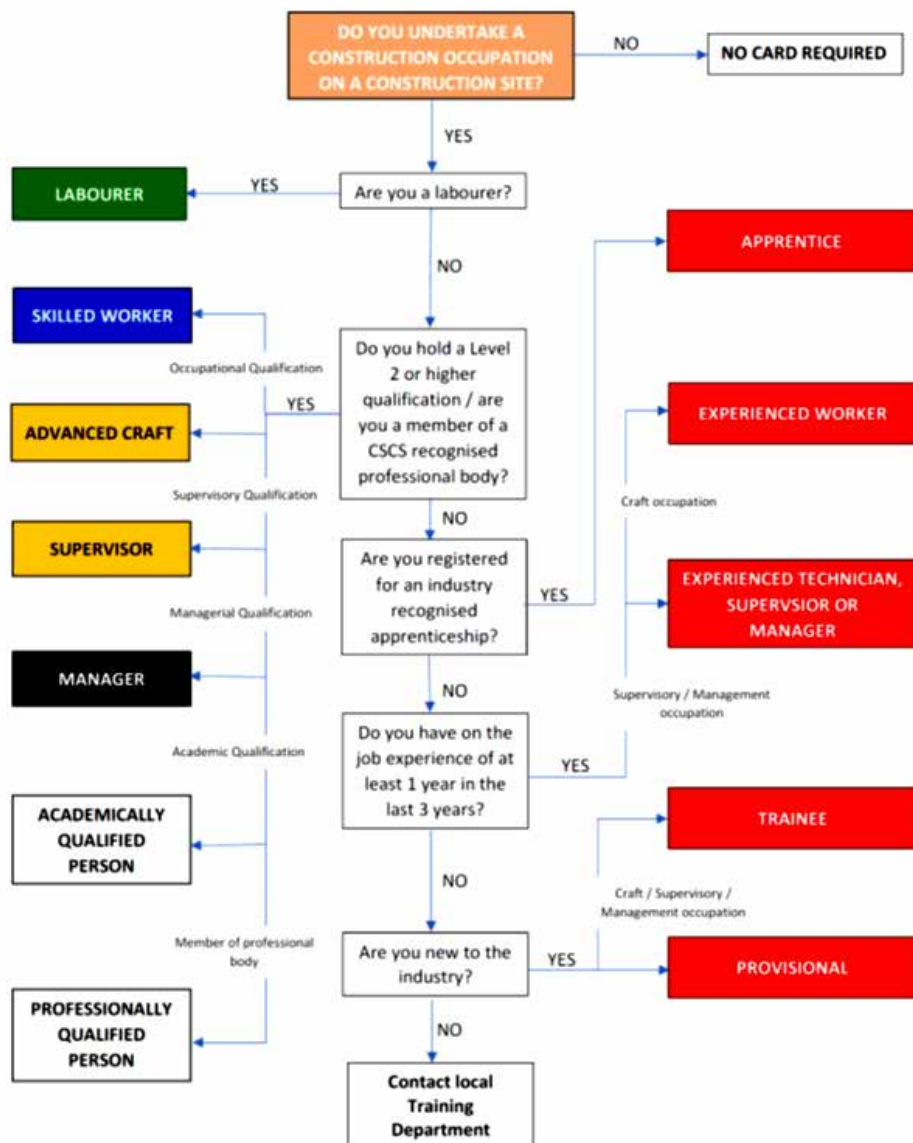 DO YOU UNDERTAKE A
CONSTRUCTION OCCUPATION
ON A CONSTRUCTION SITE?
NO
NO CARD REQUIRED
YES
LABOURER
YES
Are you a labourer?
NO
APPRENTICE
SKILLED WORKER
Occupational Qualification
Do you hold a Level
2 or higher
qualification / are
you a member of a
CSCS recognised
professional body?
YES
ADVANCED CRAFT
EXPERIENCED WORKER
Supervisory Qualification
Craft occupation
NO
SUPERVISOR
Are you registered
for an industry
recognised
apprenticeship?
YES
EXPERIENCED TECHNICIAN,
SUPERVSIOR OR
MANAGER
Managerial Qualification
MANAGER
NO
Supervisory / Management
occupation
Academic Qualification
Do you have on the
job experience of at
least 1 year in the
last 3 years?
YES
ACADEMICALLY
QUALIFIED
PERSON
TRAINEE
NO
Craft / Supervisory /
Management occupation
Member of professional
body
Are you new to the
industry?
YES
PROVISIONAL
PROFESSIONALLY
QUALIFIED
PERSON
NO
Contact local
Training
Department